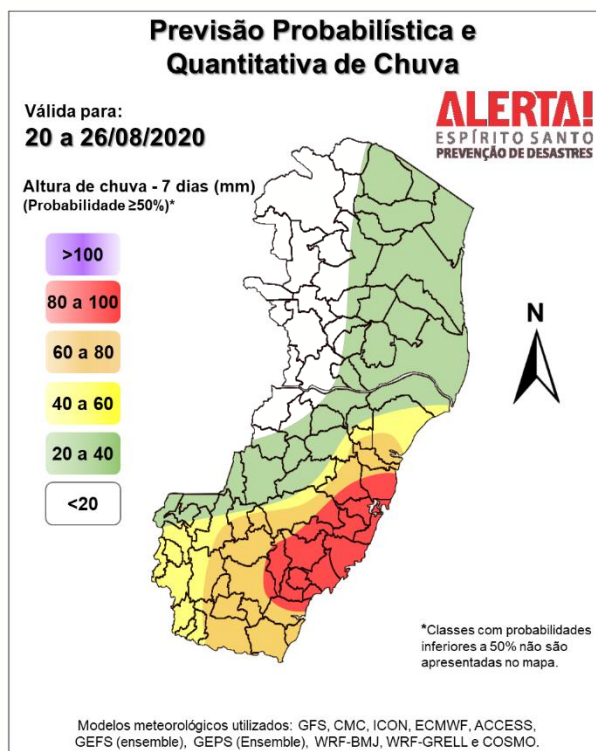 Previsão Probabilística e
Quantitativa de Chuva
Válida para:
20 a 26/08/2020
ALERTA!
ESPÍRITO SANTO
PREVENÇÃO DE DESASTRES
Altura de chuva - 7 dias (mm)
(Probabilidade ≥50%)*
>100
80 a 100
60 a 80
40 a 60
20 a 40
<20
N
*Classes com probabilidades
inferiores a 50% não são
apresentadas no mapa.
Modelos meteorológicos utilizados: GFS, CMC, ICON, ECMWF, ACCESS,
GEFS (ensemble), GEPS (Ensemble), WRF-BMJ, WRF-GRELL e COSMO.